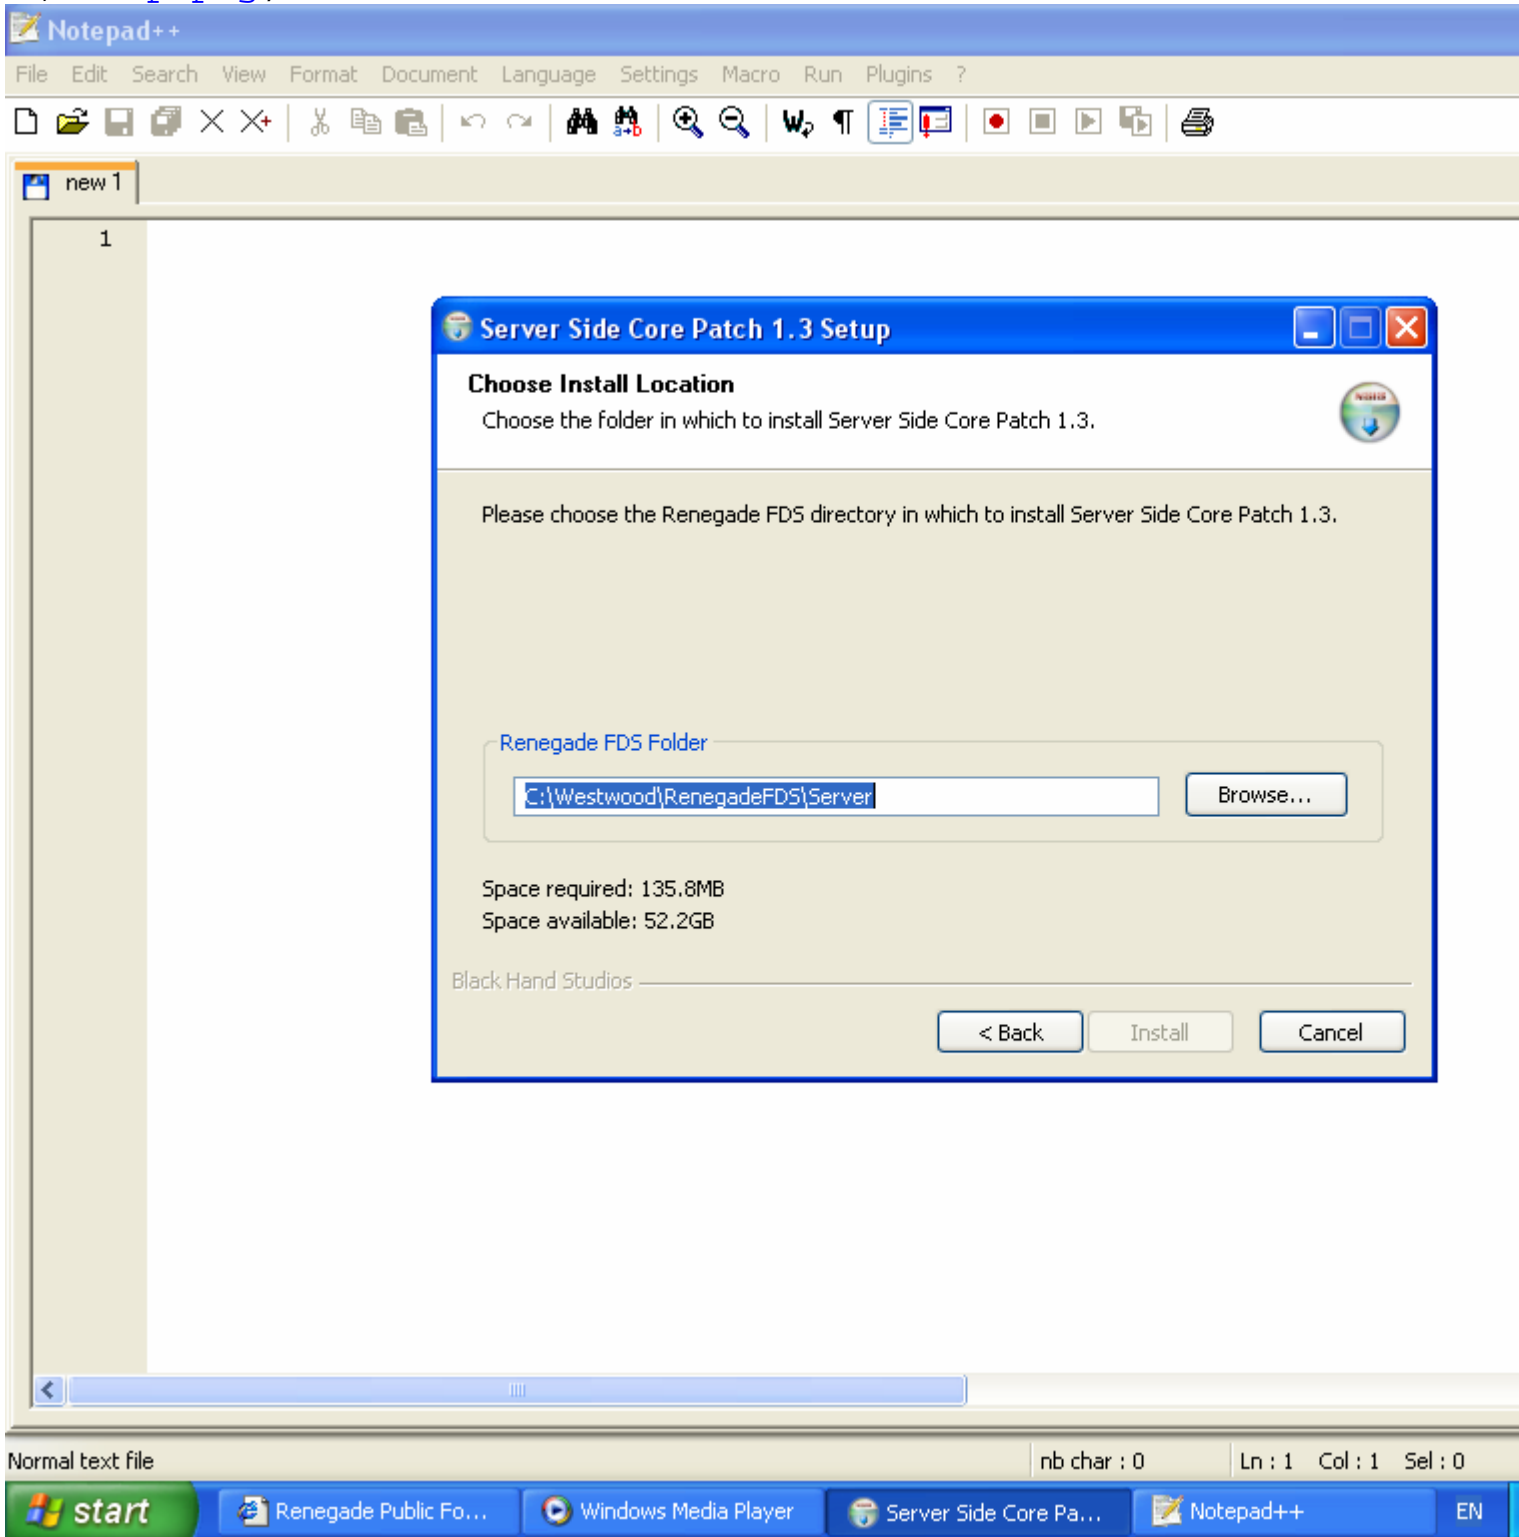 Notepad++
File Edit Search View Format Document Language Settings Macro Run Plugins ?
new 1
1
Server Side Core Patch 1.3 Setup
Choose Install Location
Choose the folder in which to install Server Side Core Patch 1.3.
Please choose the Renegade FDS directory in which to install Server Side Core Patch 1.3.
Renegade FDS Folder
C:\Westwood\RenegadeFDS\Server
Browse...
Space required: 135.8MB
Space available: 52.2GB
Black Hand Studios
< Back Install Cancel
Normal text file nb char : 0 Ln : 1 Col : 1 Sel : 0
start Renegade Public Fo... Windows Media Player Server Side Core Pa... Notepad++ EN